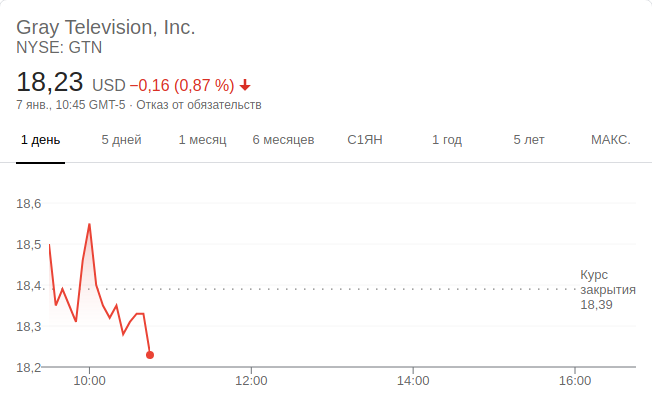 Gray Television, Inc.
NYSE: GTN
18,23 USD −0,16 (0,87 %)
7 янв., 10:45 GMT-5 · Отказ от обязательств
1 день 5 дней 1 месяц 6 месяцев С1ЯН 1 год 5 лет МАКС.
18,6
18,5
18,4
18,3
18,2
Курс
закрытия
18,39
10:00 12:00 14:00 16:00